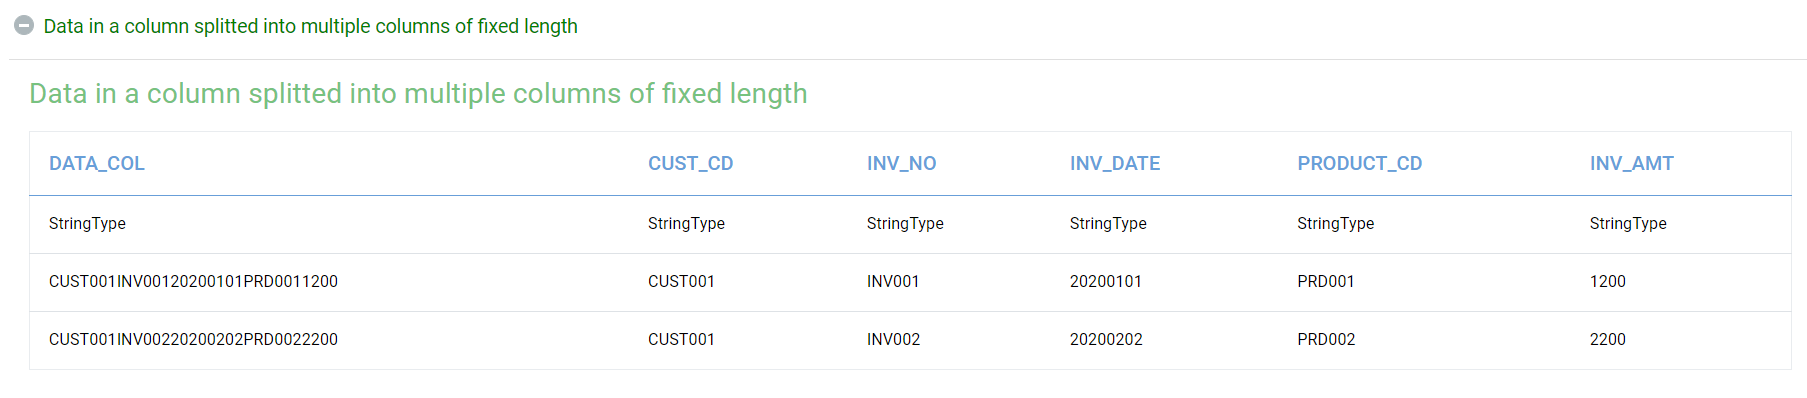 Data in a column splitted into multiple columns of fixed length
Data in a column splitted into multiple columns of fixed length
DATA_COL CUST_CD INV_NO INV_DATE PRODUCT_CD INV_AMT
StringType StringType StringType StringType StringType StringType
CUST001INV00120200101PRD0011200 CUST001 INV001 20200101 PRD001 1200
CUST001INV00220200202PRD0022200 CUST001 INV002 20200202 PRD002 2200